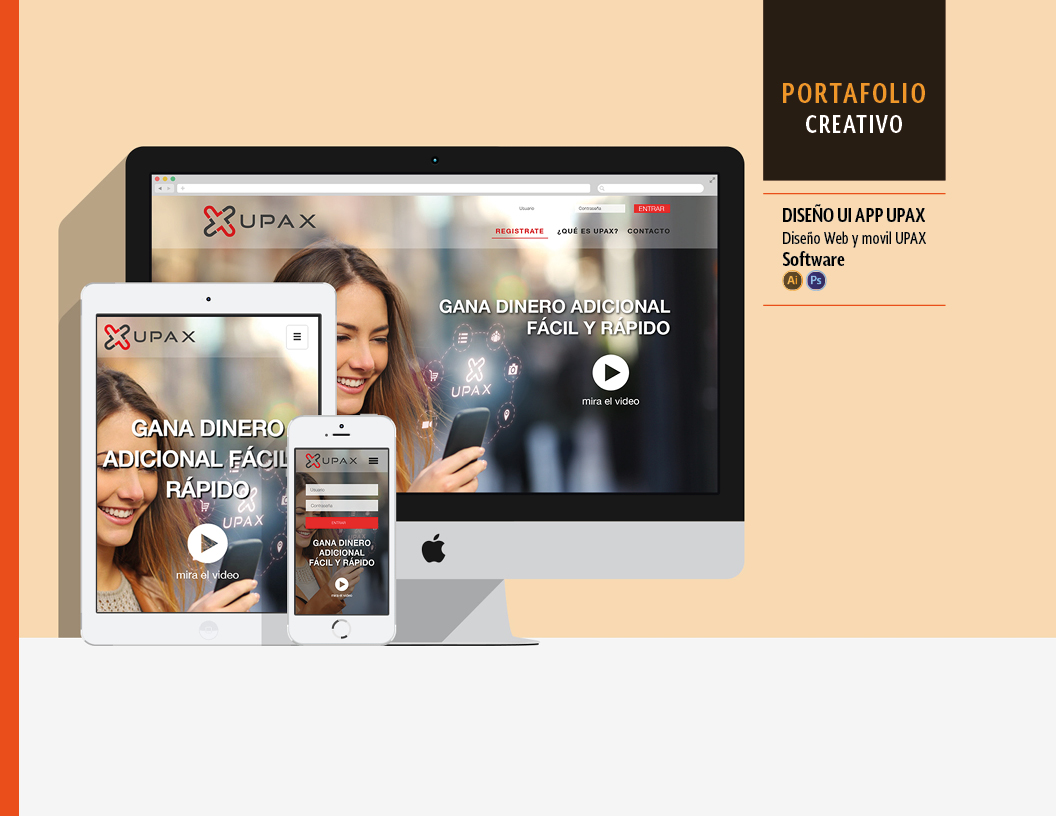 PORTAFOLIO
CREATIVO
DISEÑO UI APP UPAX
Diseño Web y movil UPAX
Software
Ai Ps
UPAX
Usuario
Contraseña
ENTRAR
REGISTRATE
¿QUÉ ES UPAX?
CONTACTO
GANA DINERO ADICIONAL
FÁCIL Y RÁPIDO
UPAX
mira el video
UPAX
GANA DINERO
ADICIONAL FÁCIL
RÁPIDO
UPAX
mira el video
UPAX
Usuario
Contraseña
ENTRAR
GANA DINERO
ADICIONAL
FÁCIL Y RÁPIDO
mira el video